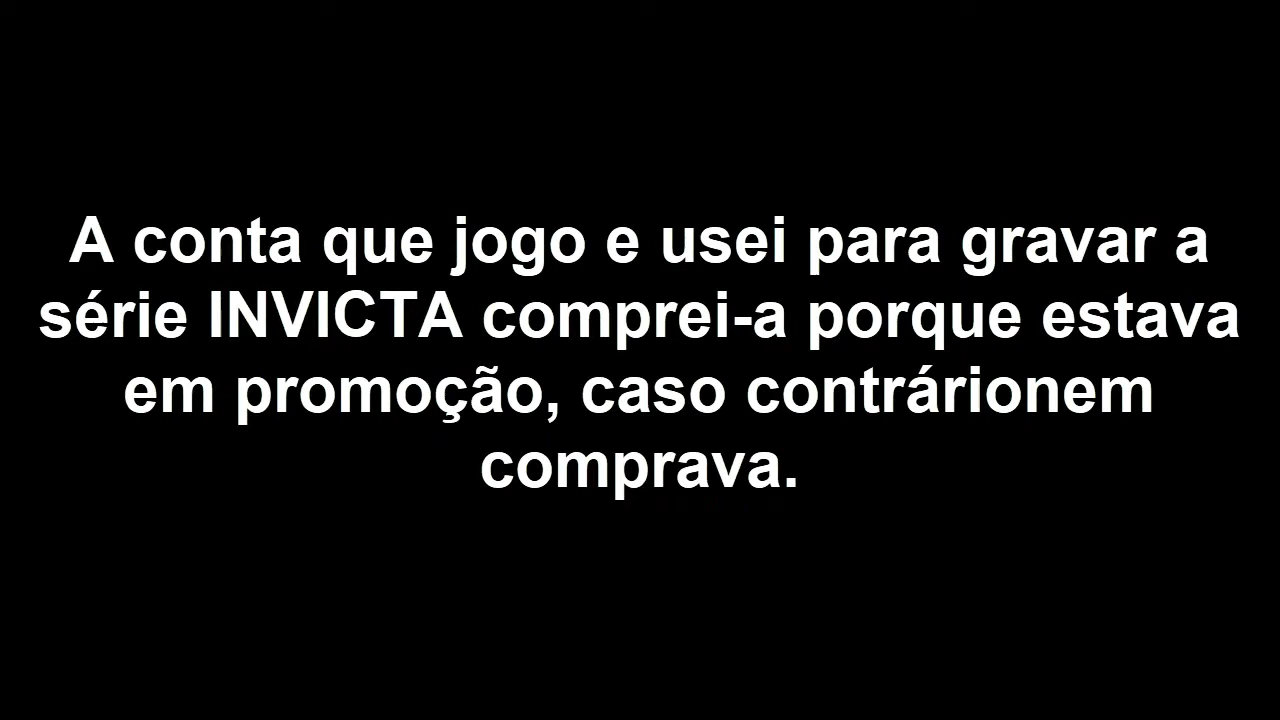 A conta que jogo e usei para gravar a
série INVICTA comprei-a porque estava
em promoção, caso contrárionem
comprava.